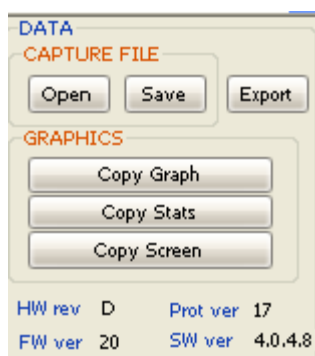 DATA
CAPTURE FILE
Open Save Export
GRAPHICS
Copy Graph
Copy Stats
Copy Screen
HW rev D Prot ver 17
FW ver 20 SW ver 4.0.4.8